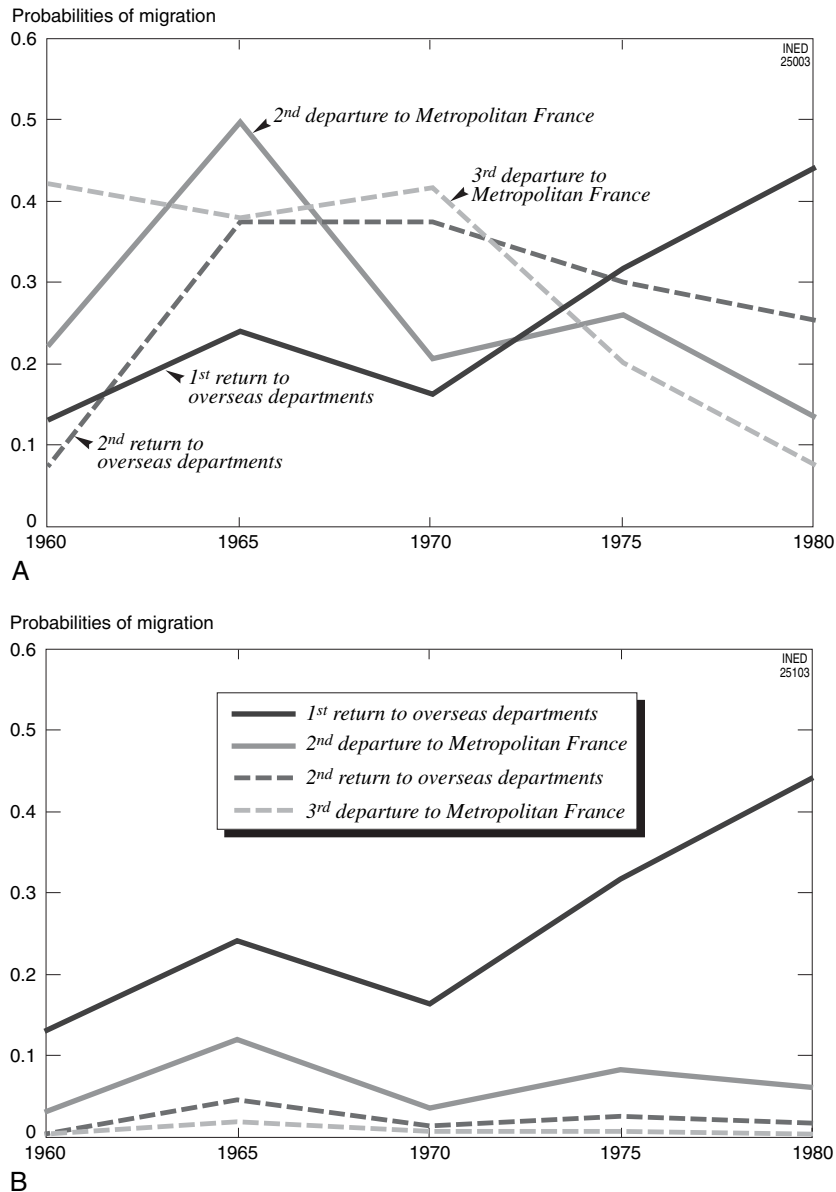 Probabilities of migration
0.6
INED
25003
2nd departure to Metropolitan France
0.5
3rd departure to
Metropolitan France
0.4
0.3
0.2
1st return to
overseas departments
0.1
2nd return to
overseas departments
0
1960 1965 1970 1975 1980
A
Probabilities of migration
0.6
INED
25103
1st return to overseas departments
0.5
2nd departure to Metropolitan France
2nd return to overseas departments
3rd departure to Metropolitan France
0.4
0.3
0.2
0.1
0
1960 1965 1970 1975 1980
B